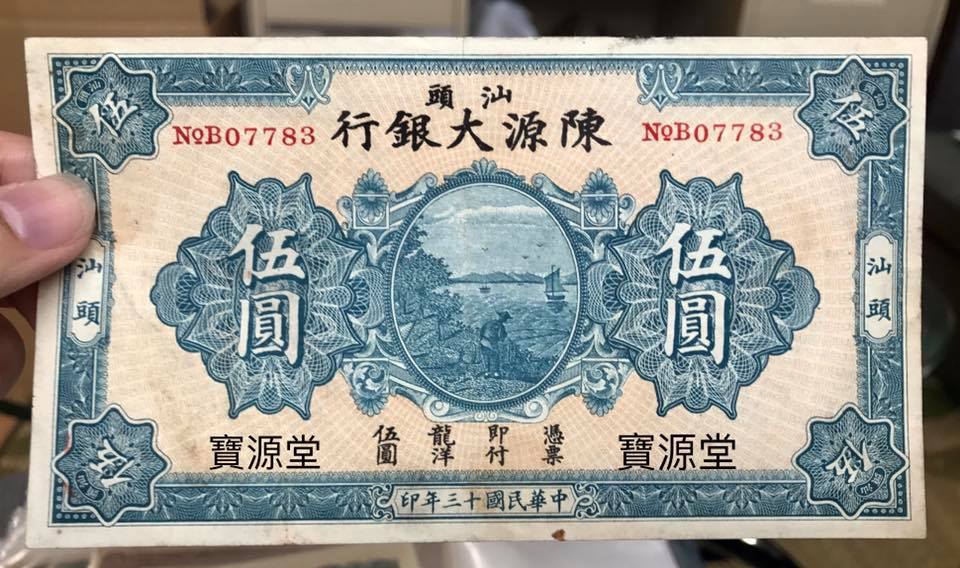 汕頭
陳源大銀行
NoB07783
NoB07783
伍
伍
伍圓
伍圓
汕頭
汕頭
憑票
即付
龍洋
伍圓
寶源堂
寶源堂
伍
伍
中華民國十三年印